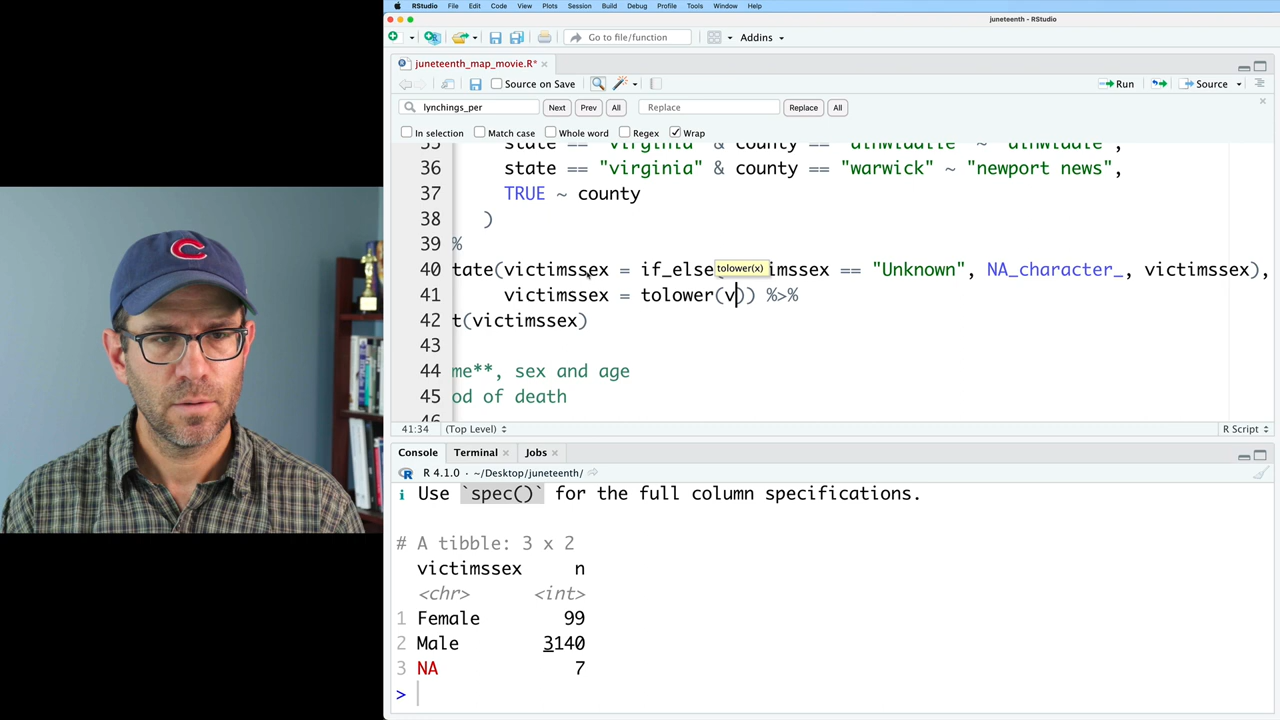 RStudio File Edit Code View Plots Session Build Debug Profile Tools Window Help
juneteenth - RStudio
Go to file/function Addins
juneteenth_map_movie.R*
Source on Save Run Source
lynchings_per Next Prev All Replace Replace All
In selection Match case Whole word Regex Wrap
35 state == "virginia" & county == "dinwiddie" ~ "dinwiddie",
36 state == "virginia" & county == "warwick" ~ "newport news",
37 TRUE ~ county
38 )
39 %
40 tate(victimssex = if_else imssex == "Unknown", NA_character_, victimssex),
tolower(x)
41 victimssex = tolower(v)) %>%
42 t(victimssex)
43
44 me**, sex and age
45 od of death
46
41:34 (Top Level) R Script
Console Terminal Jobs
R 4.1.0 · ~/Desktop/juneteenth/
i Use `spec()` for the full column specifications.
# A tibble: 3 x 2
victimssex n
<chr> <int>
1 Female 99
2 Male 3140
3 NA 7
>